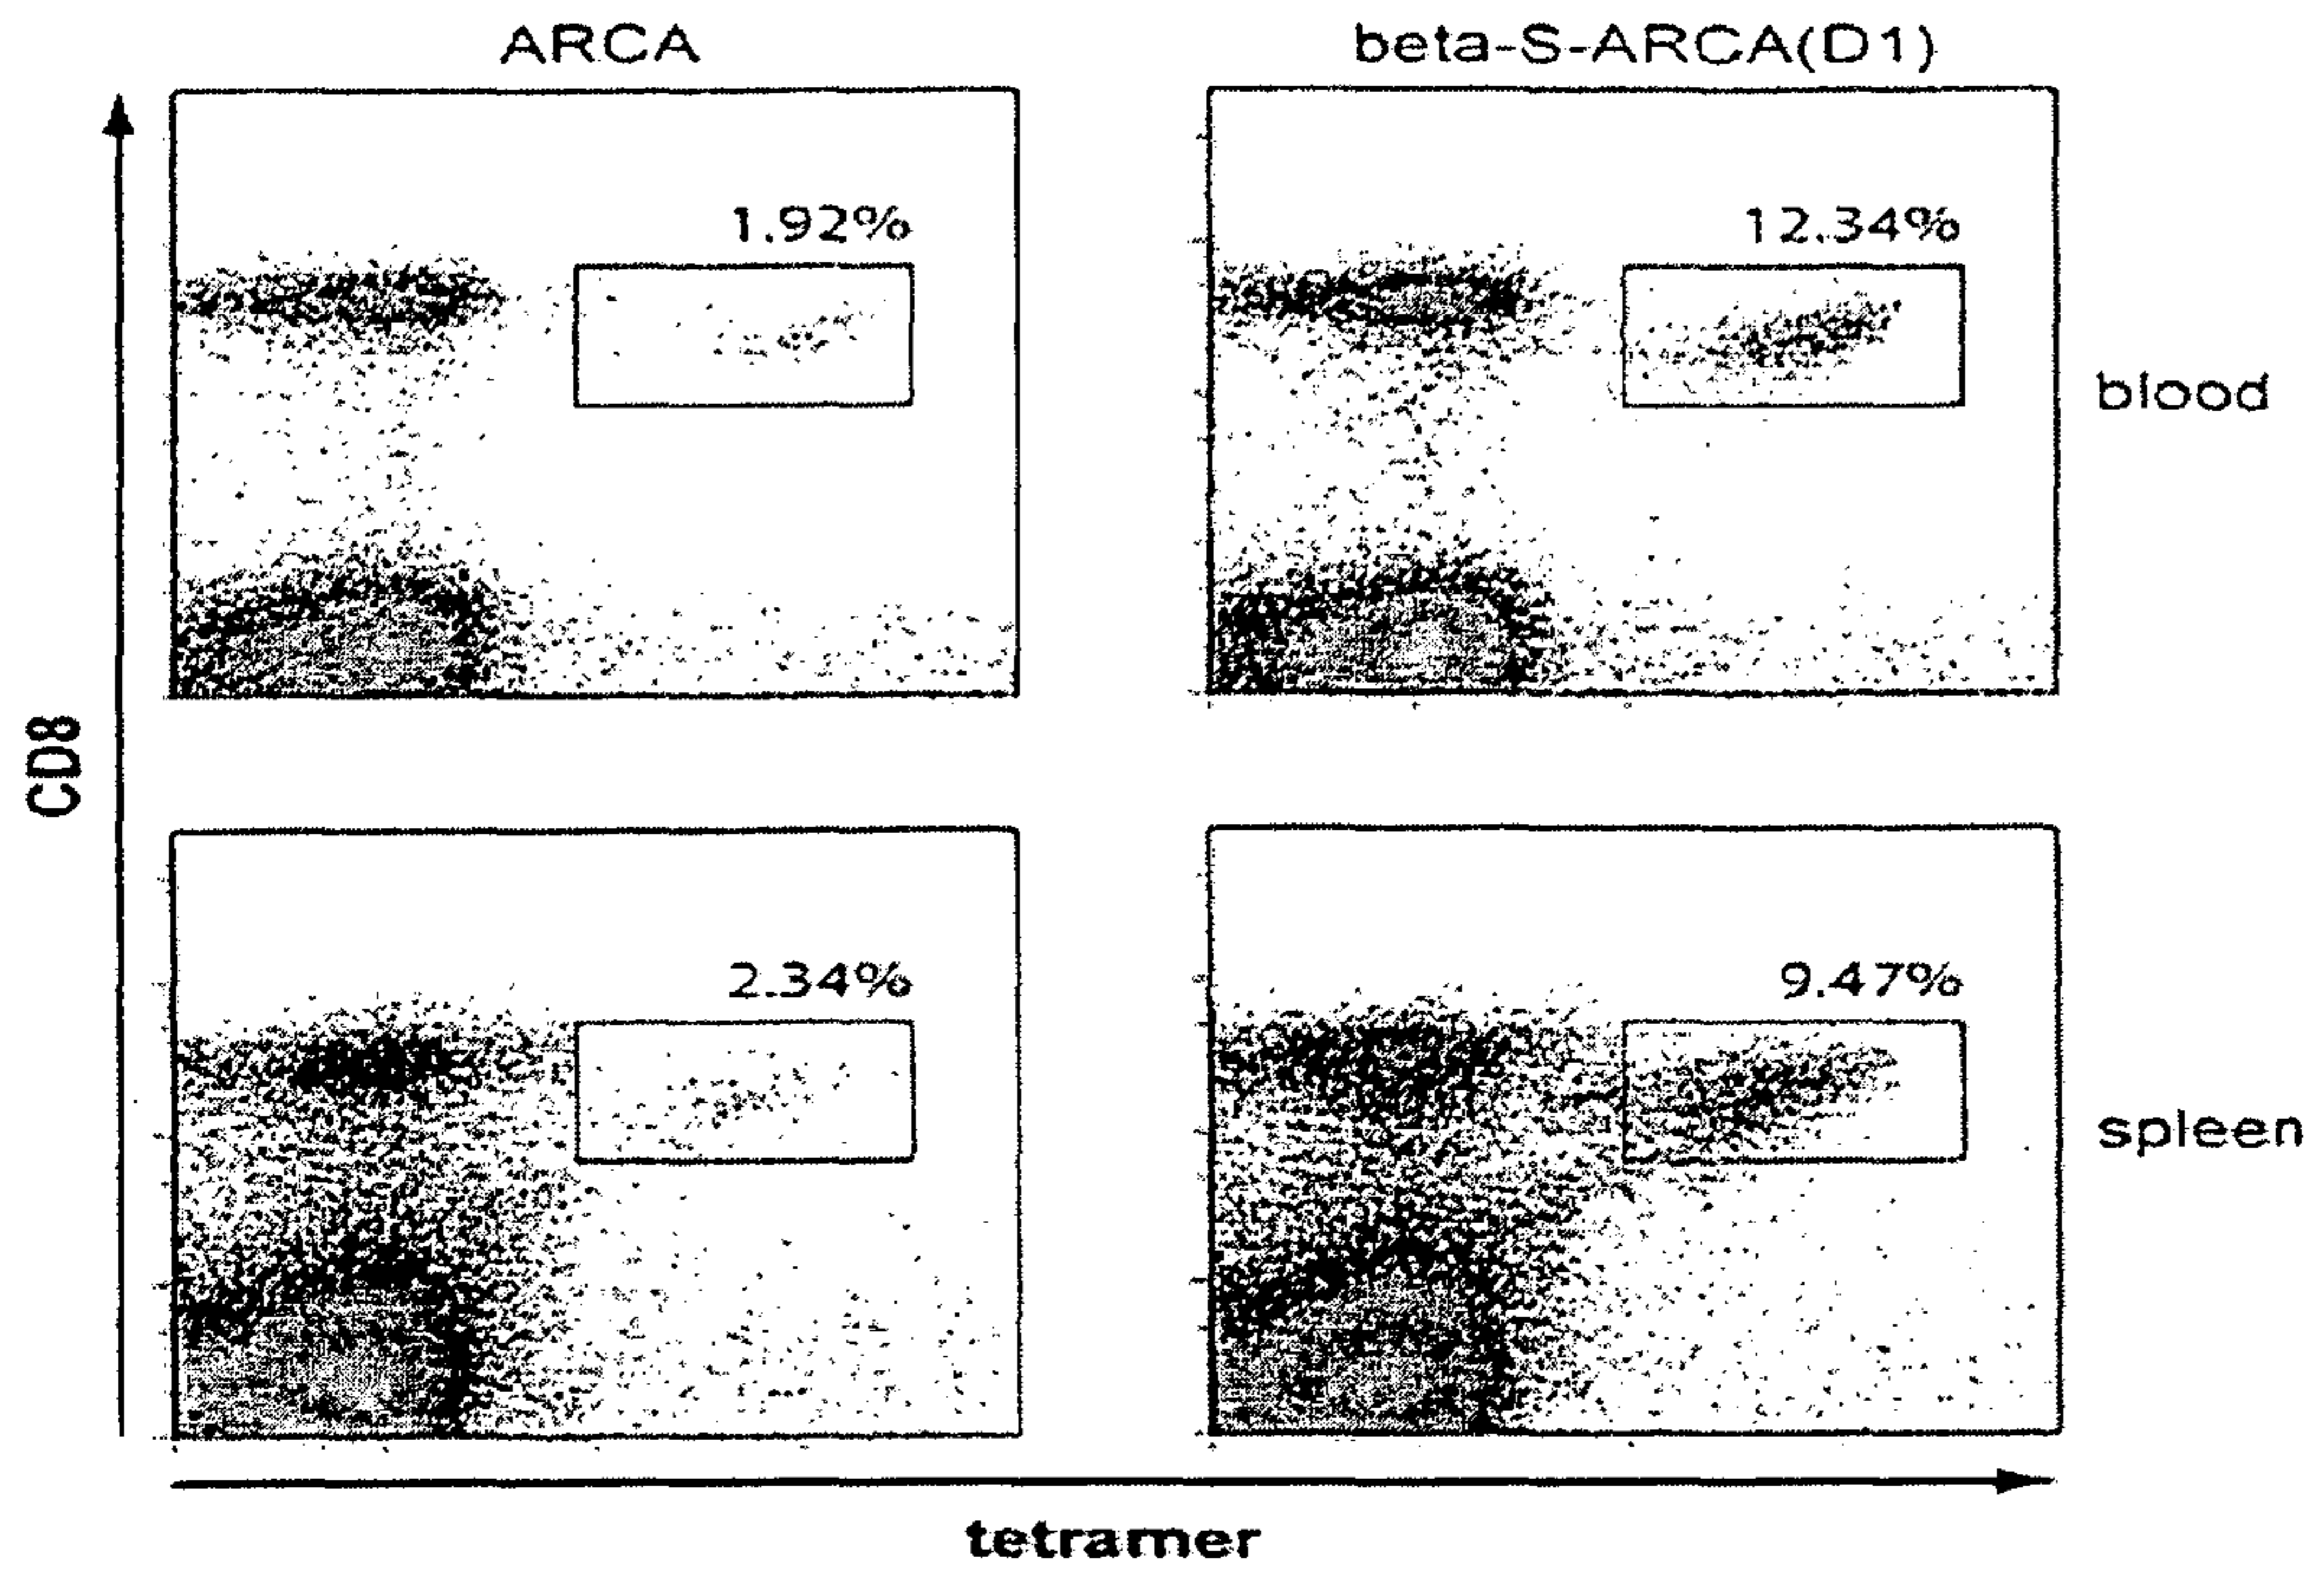 ARCA
beta-S-ARCA(D1)
1.92%
12.34%
blood
CD8
2.34%
9.47%
spleen
tetramer